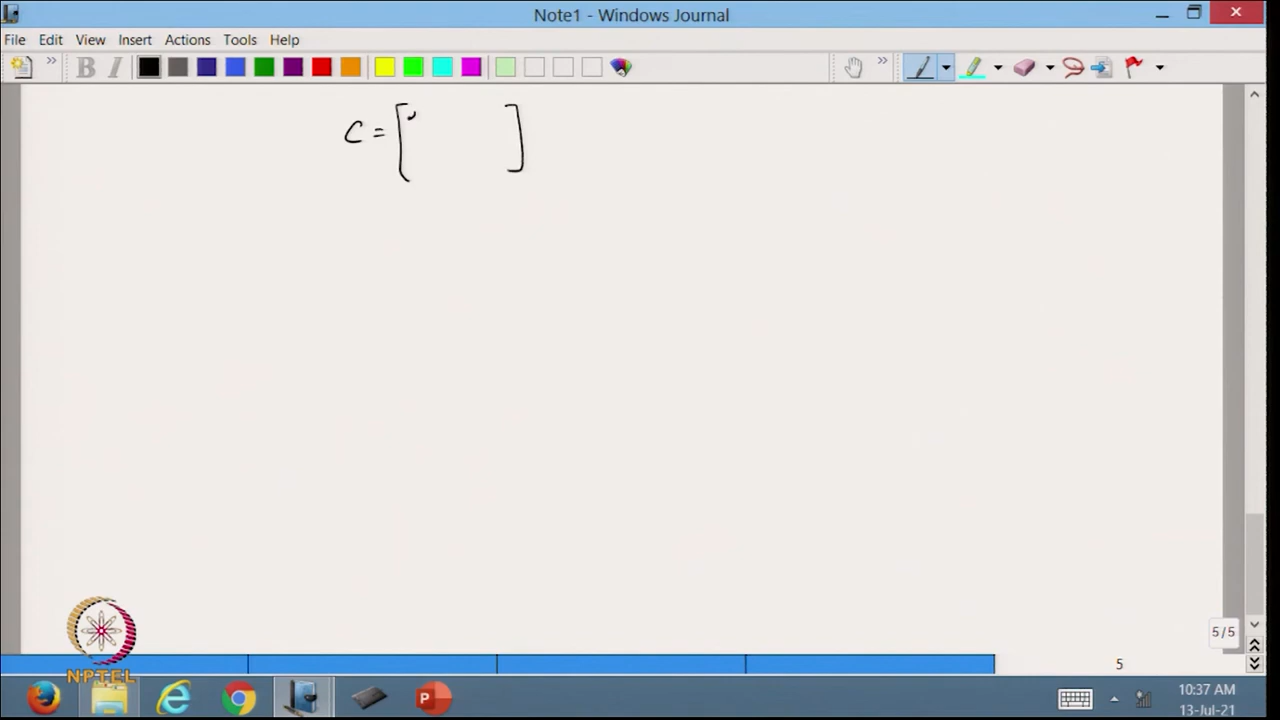 Note1 - Windows Journal
File Edit View Insert Actions Tools Help
B I
C = [ ]
5 / 5
5
NPTEL
10:37 AM
13-Jul-21